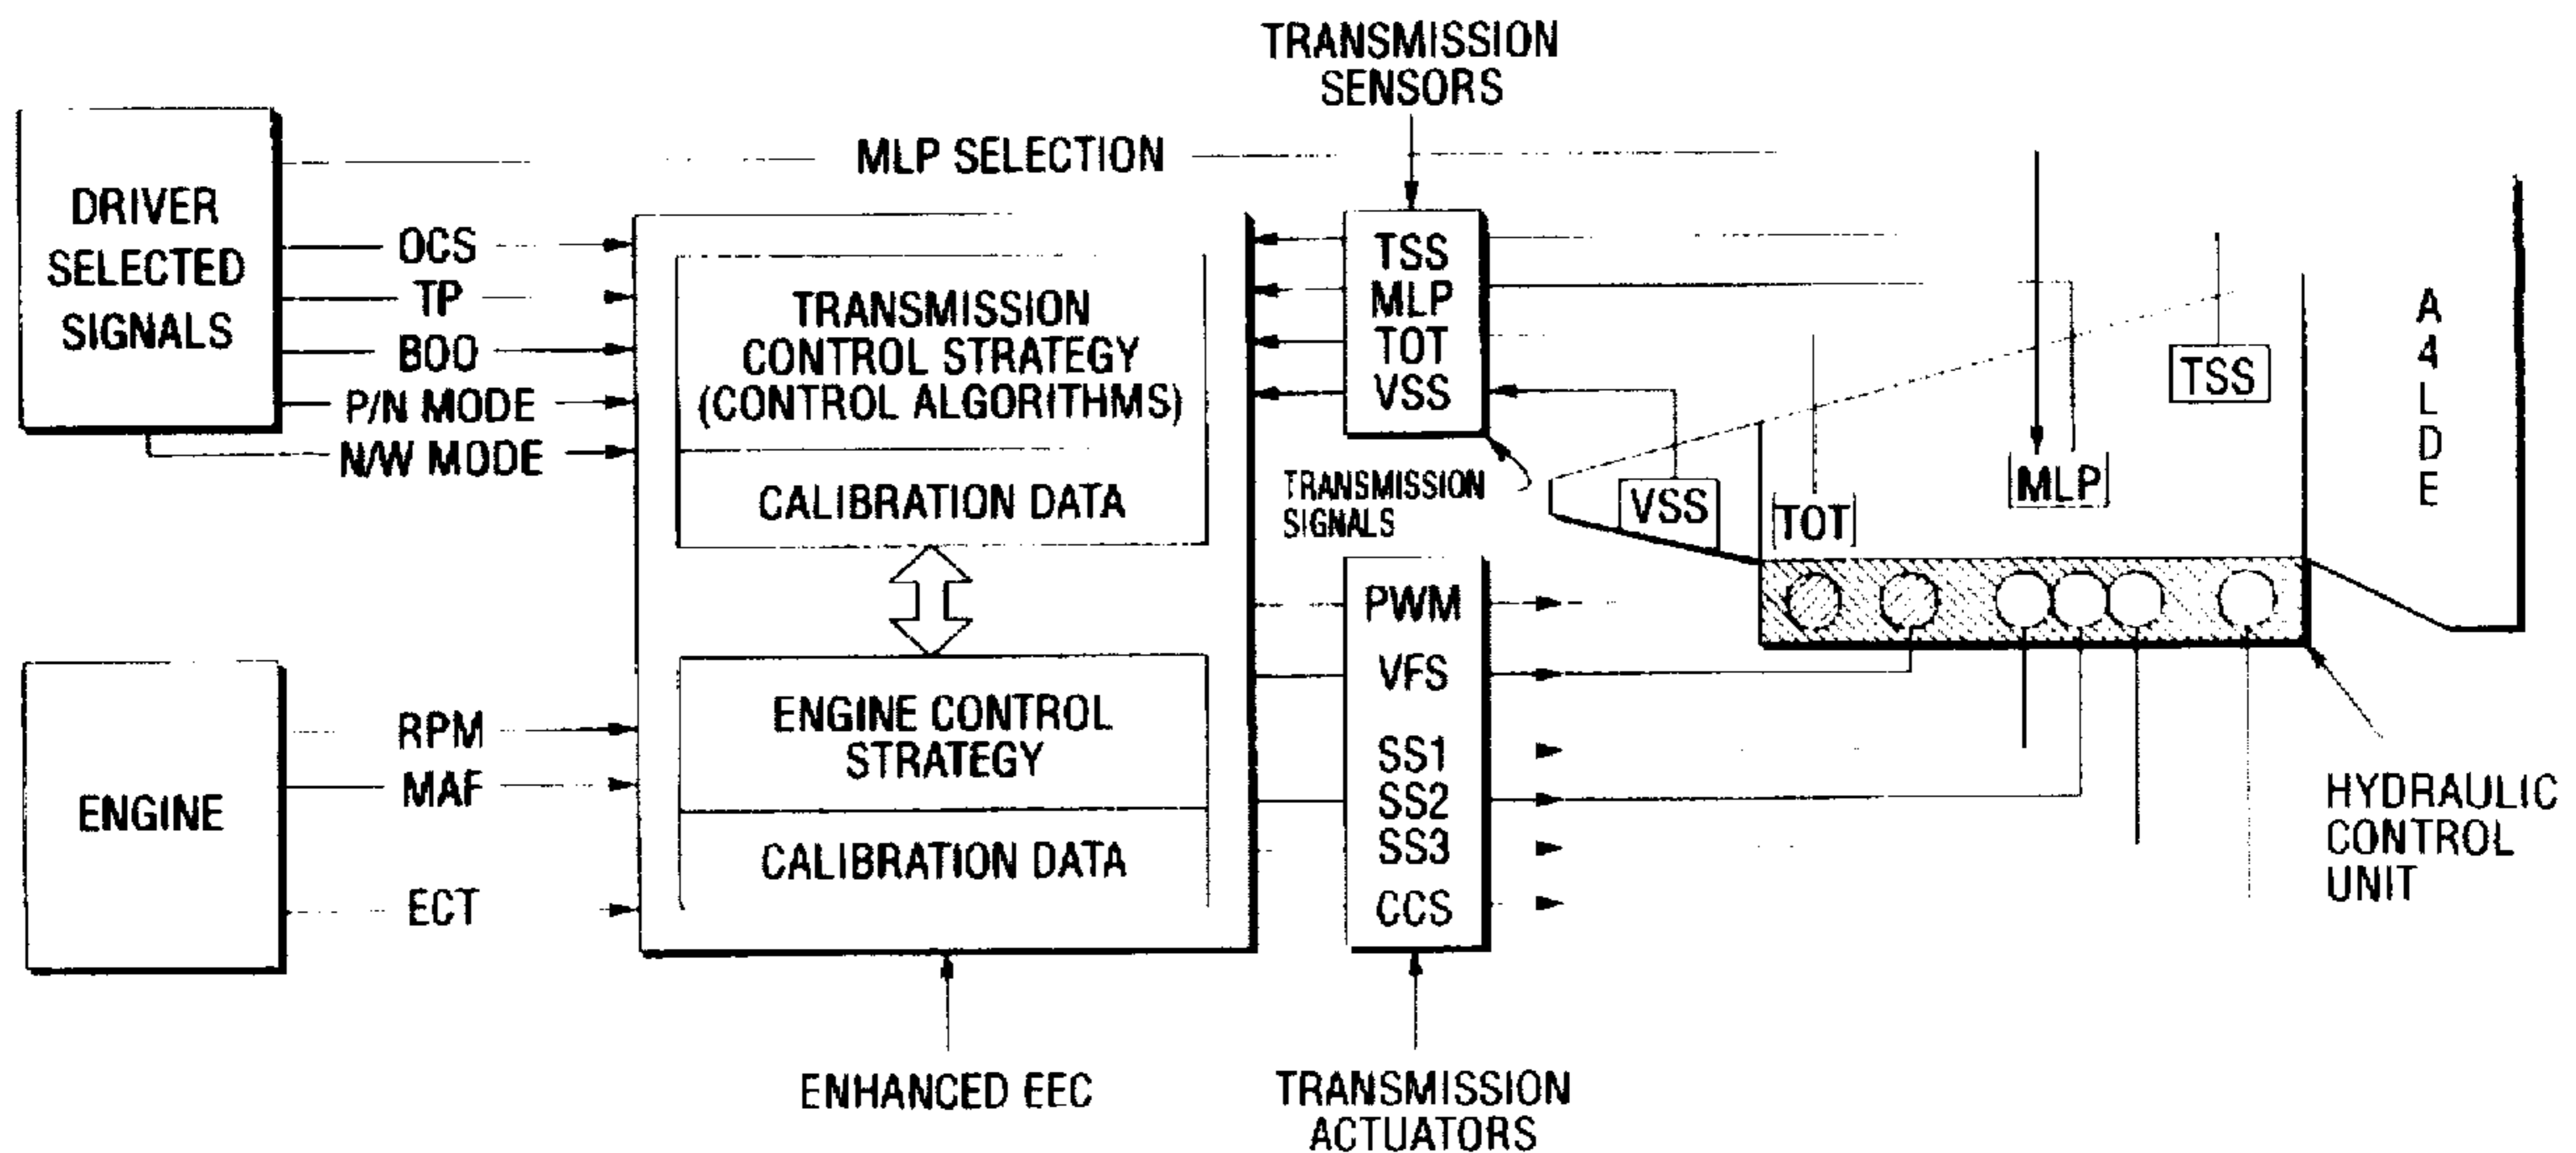 TRANSMISSION
SENSORS
MLP SELECTION
DRIVER
SELECTED
SIGNALS
OCS
TP
BOO
P/N MODE
N/W MODE
TRANSMISSION
CONTROL STRATEGY
(CONTROL ALGORITHMS)
CALIBRATION DATA
ENGINE CONTROL
STRATEGY
CALIBRATION DATA
ENGINE
RPM
MAF
ECT
ENHANCED EEC
TSS
MLP
TOT
VSS
TRANSMISSION
SIGNALS
PWM
VFS
SS1
SS2
SS3
CCS
TRANSMISSION
ACTUATORS
VSS
TOT
MLP
TSS
A
4
L
D
E
HYDRAULIC
CONTROL
UNIT